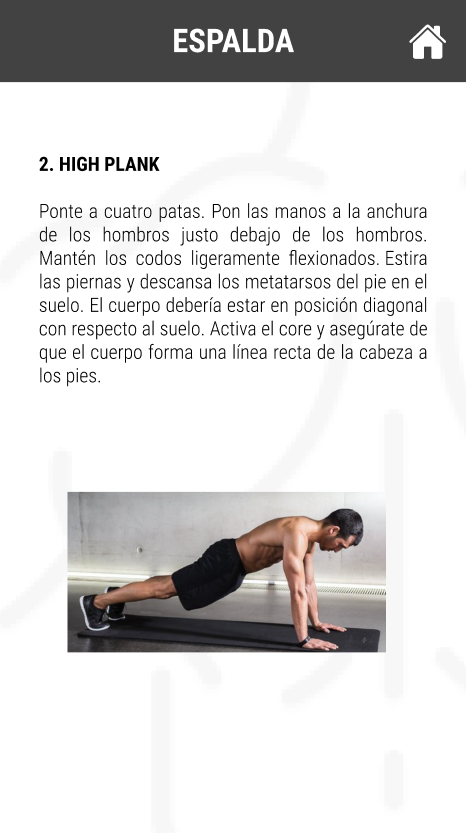 ESPALDA
2. HIGH PLANK
Ponte a cuatro patas. Pon las manos a la anchura
de los hombros justo debajo de los hombros.
Mantén los codos ligeramente flexionados. Estira
las piernas y descansa los metatarsos del pie en el
suelo. El cuerpo debería estar en posición diagonal
con respecto al suelo. Activa el core y asegúrate de
que el cuerpo forma una línea recta de la cabeza a
los pies.